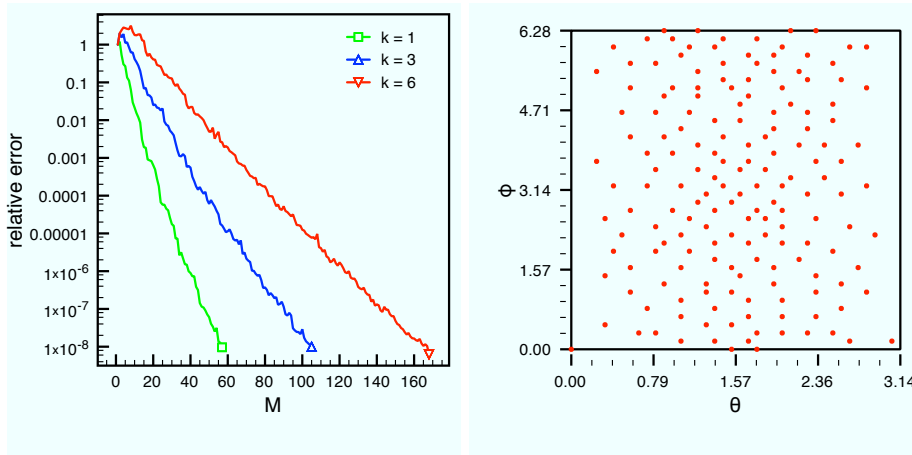 relative error
1
0.1
0.01
0.001
0.0001
0.00001
1×10⁻⁶
1×10⁻⁷
1×10⁻⁸
0 20 40 60 80 100 120 140 160
M
k = 1
k = 3
k = 6
φ
6.28
4.71
3.14
1.57
0.00
0.00 0.79 1.57 2.36 3.14
θ